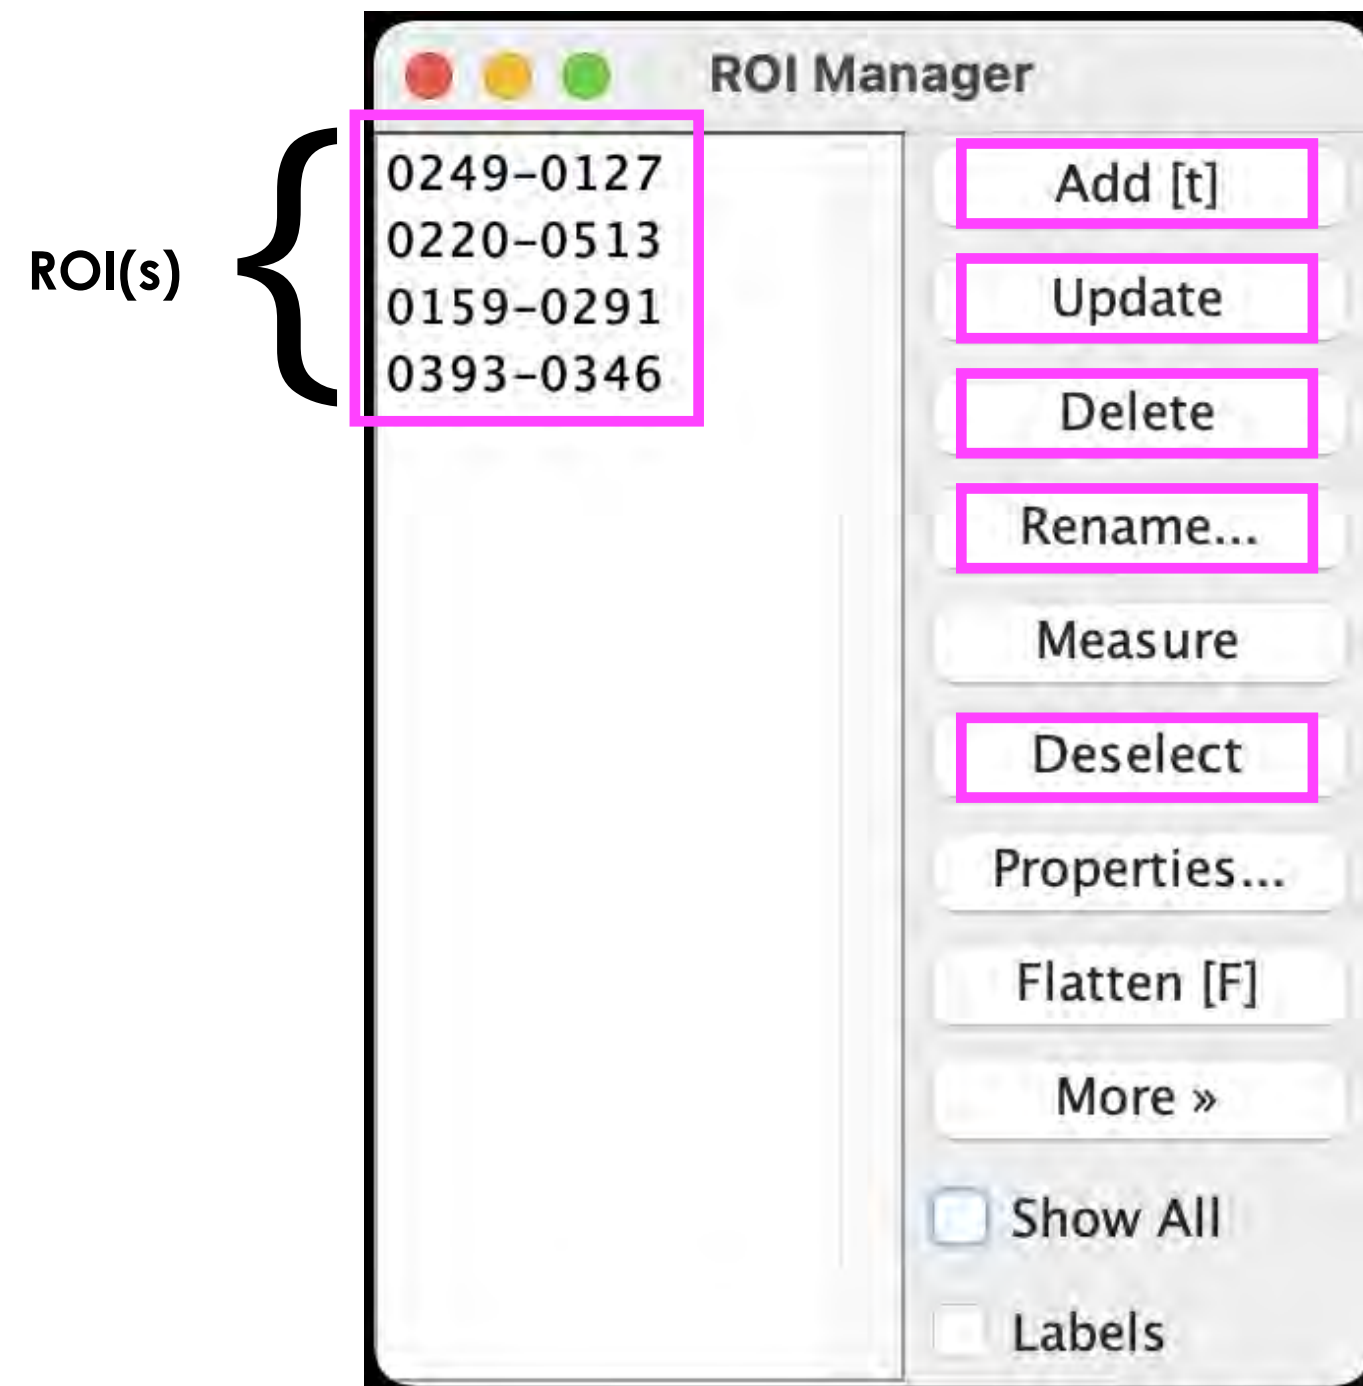 ROI Manager
ROI(s)
0249-0127
0220-0513
0159-0291
0393-0346
Add [t]
Update
Delete
Rename...
Measure
Deselect
Properties...
Flatten [F]
More »
Show All
Labels